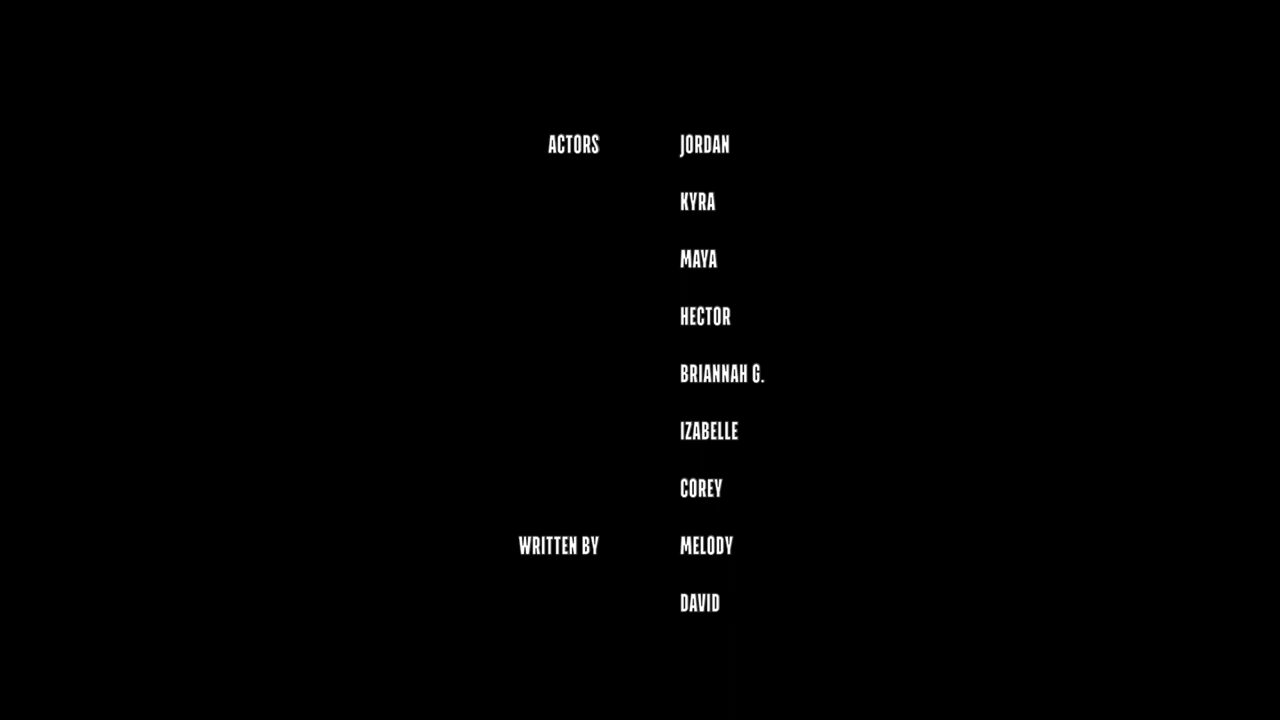 ACTORS JORDAN
KYRA
MAYA
HECTOR
BRIANNAH G.
IZABELLE
COREY
WRITTEN BY MELODY
DAVID